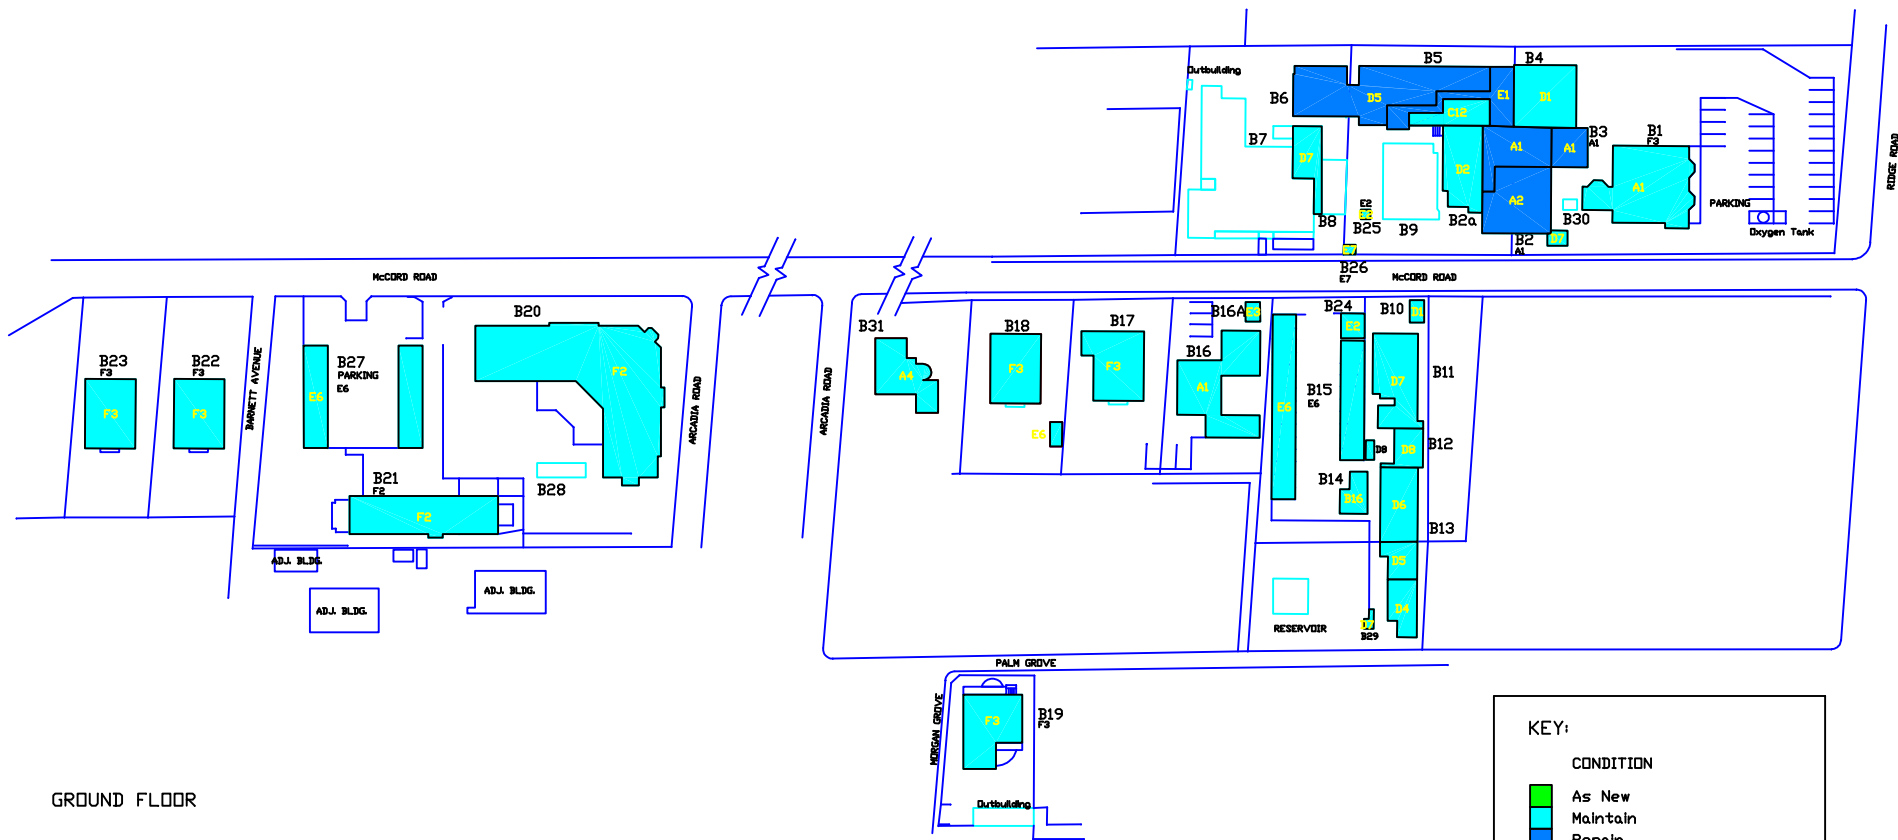 Outbuilding
B5
B4
B6
D5
E1
D1
C12
B7
D7
D2
A1
A1
B3
A1
B1
F3
A1
RIDGE ROAD
A2
E2
B8
B25
B9
B2a
B2
A1
D7
B30
PARKING
Oxygen Tank
B26
E7
McCORD ROAD
McCORD ROAD
B20
B31
B18
B17
B16A
E3
B24
B10
D1
B23
F3
B22
F3
BARNETT AVENUE
B27
PARKING
E6
E6
F2
ARCADIA ROAD
ARCADIA ROAD
A4
F3
F3
B16
A1
E2
B15
E6
E6
D7
B11
F3
F3
E6
D8
D8
B12
B21
F2
F2
B28
B14
B16
D6
B13
D5
ADJ. BLDG.
ADJ. BLDG.
ADJ. BLDG.
D4
D7
B29
RESERVOIR
PALM GROVE
MORGAN GROVE
F3
B19
F3
Outbuilding
GROUND FLOOR
KEY:
CONDITION
As New
Maintain